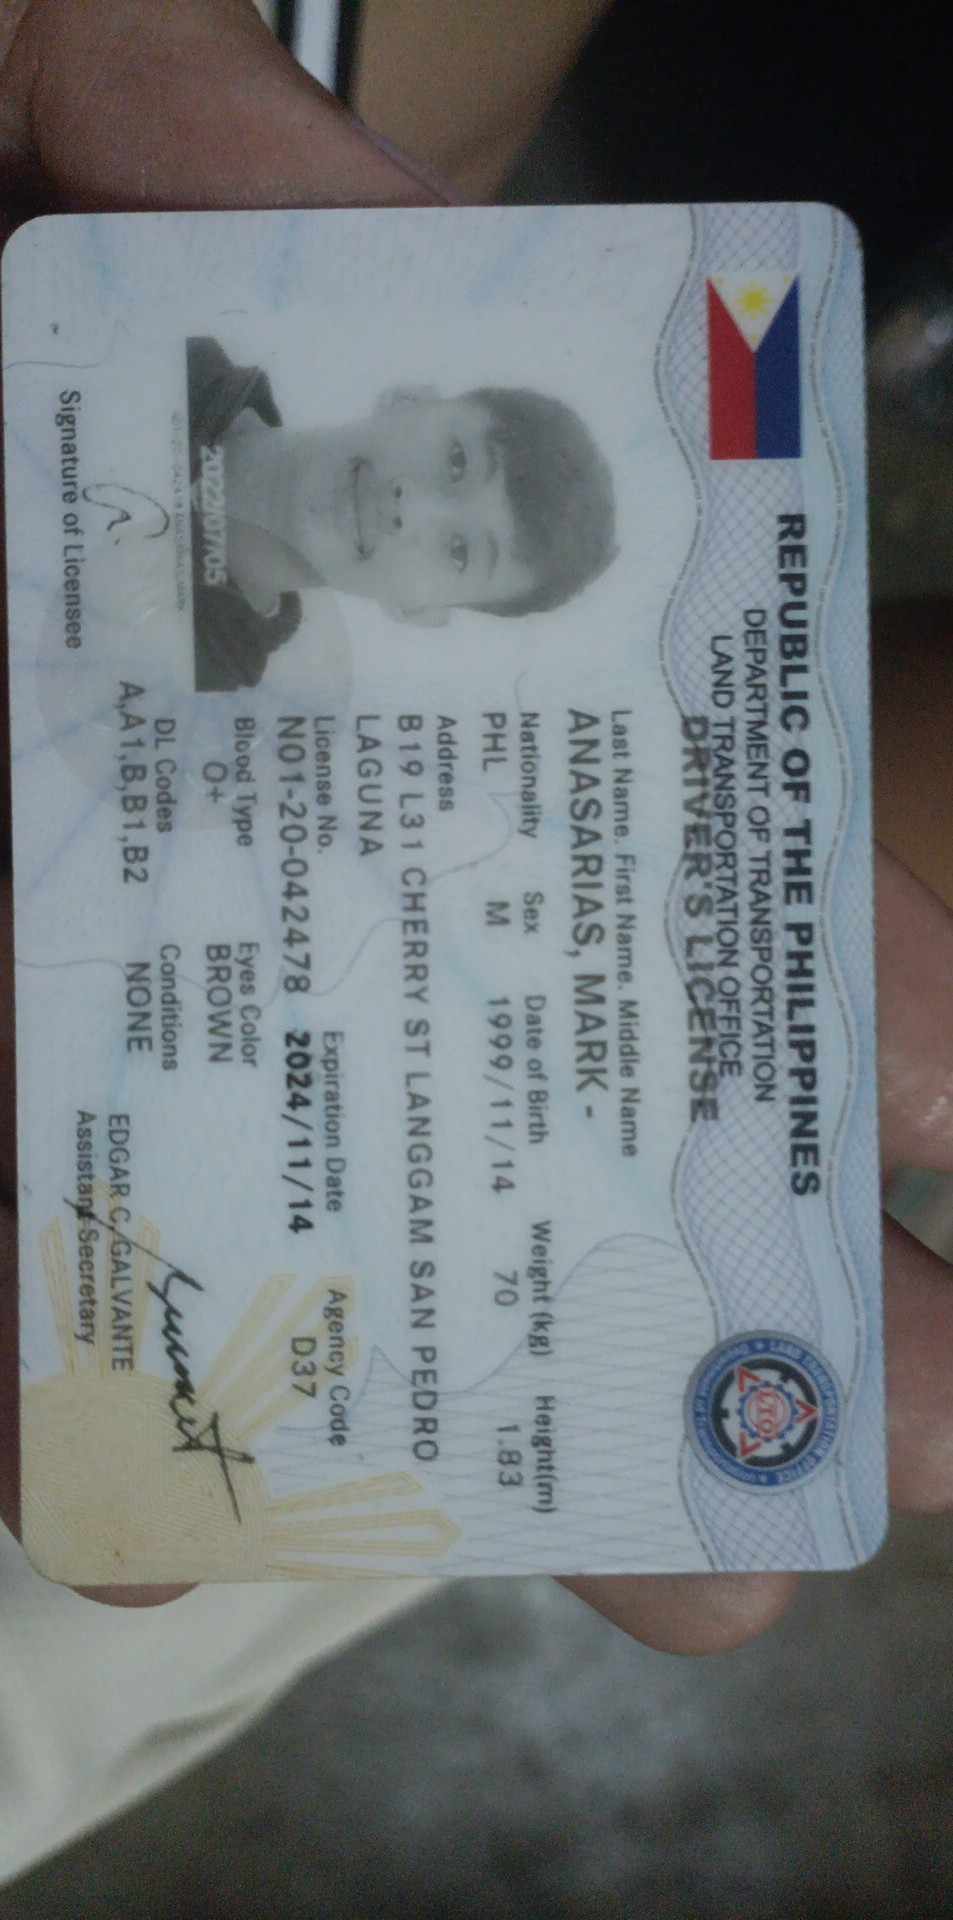 REPUBLIC OF THE PHILIPPINES
DEPARTMENT OF TRANSPORTATION
LAND TRANSPORTATION OFFICE
DRIVER'S LICENSE
Last Name. First Name. Middle Name
ANASARIAS, MARK -
Nationality Sex Date of Birth Weight (kg) Height(m)
PHL M 1999/11/14 70 1.83
Address
B19 L31 CHERRY ST LANGGAM SAN PEDRO
LAGUNA
License No. Expiration Date Agency Code
N01-20-042478 2024/11/14 D37
Blood Type Eyes Color
O+ BROWN
DL Codes Conditions
A,A1,B,B1,B2 NONE
2022/07/05
Signature of Licensee
EDGAR C. GALVANTE
Assistant Secretary
LAND TRANSPORTATION OFFICE
LTO